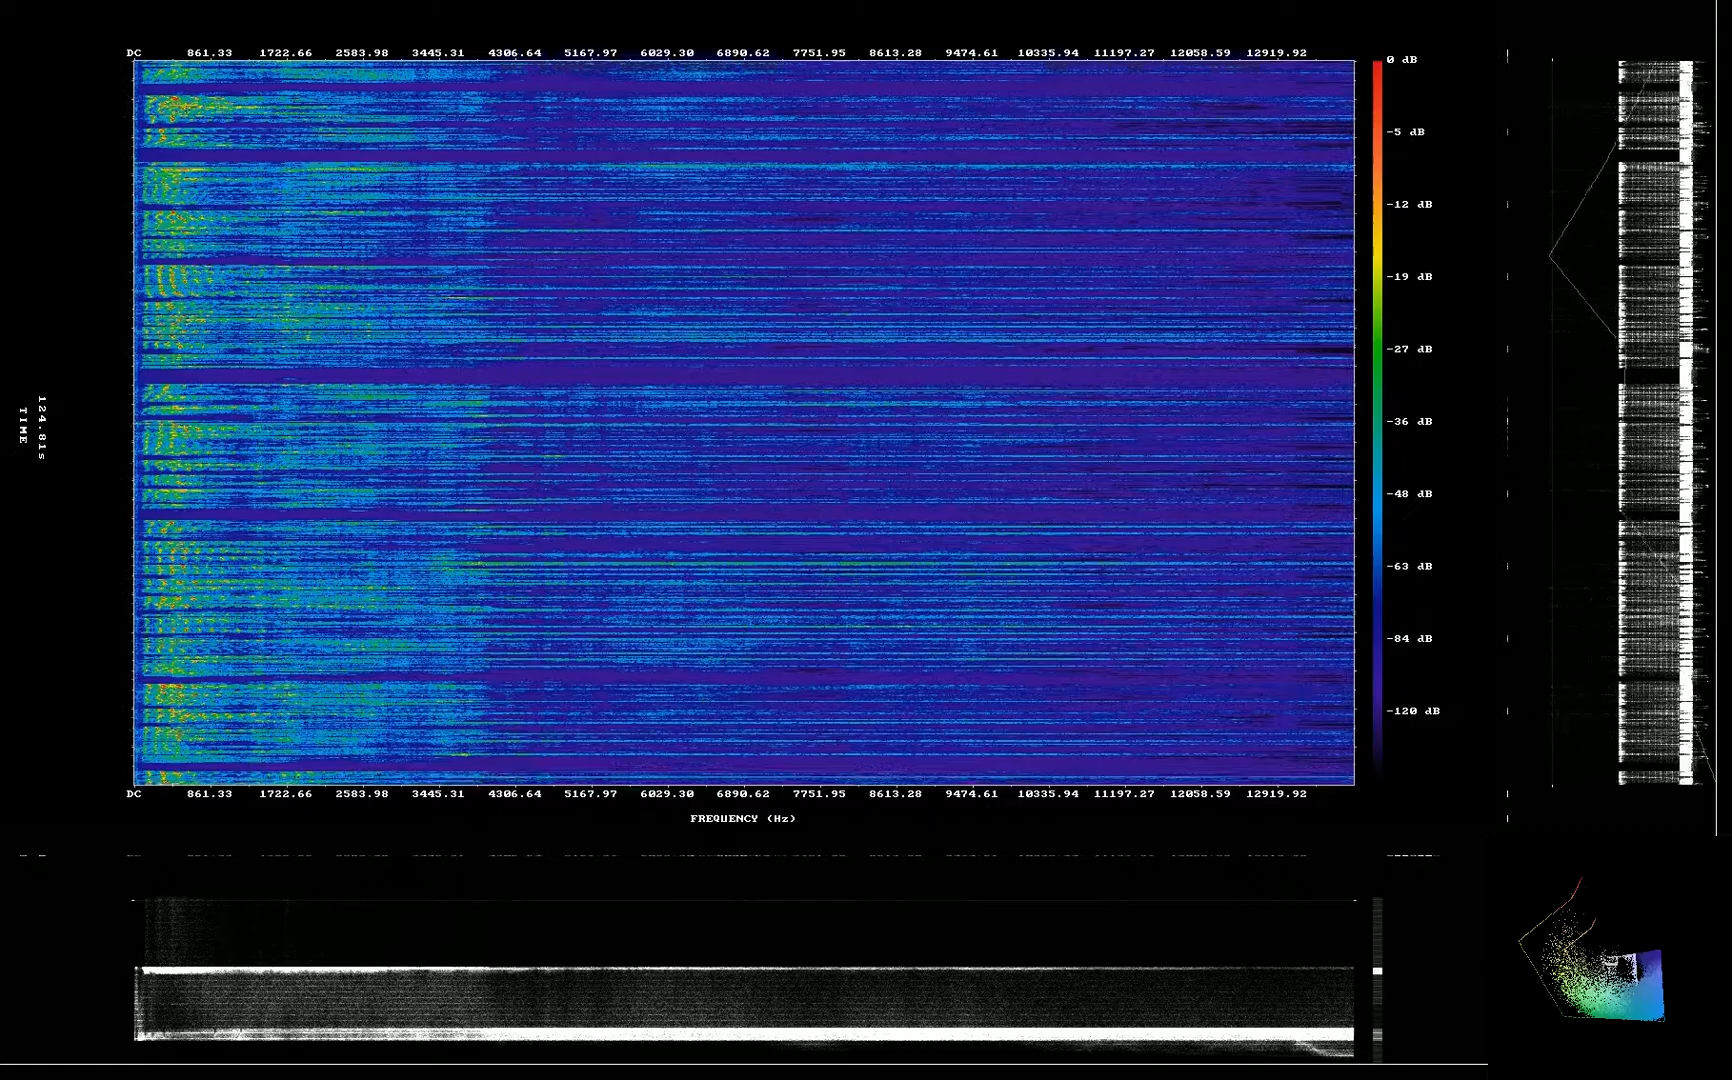 DC 861.33 1722.66 2583.98 3445.31 4306.64 5167.97 6029.30 6890.62 7751.95 8613.28 9474.61 10335.94 11197.27 12058.59 12919.92
0 dB
-5 dB
-12 dB
-19 dB
-27 dB
-36 dB
-48 dB
-63 dB
-84 dB
-120 dB
TIME
124.81s
DC 861.33 1722.66 2583.98 3445.31 4306.64 5167.97 6029.30 6890.62 7751.95 8613.28 9474.61 10335.94 11197.27 12058.59 12919.92
FREQUENCY (Hz)